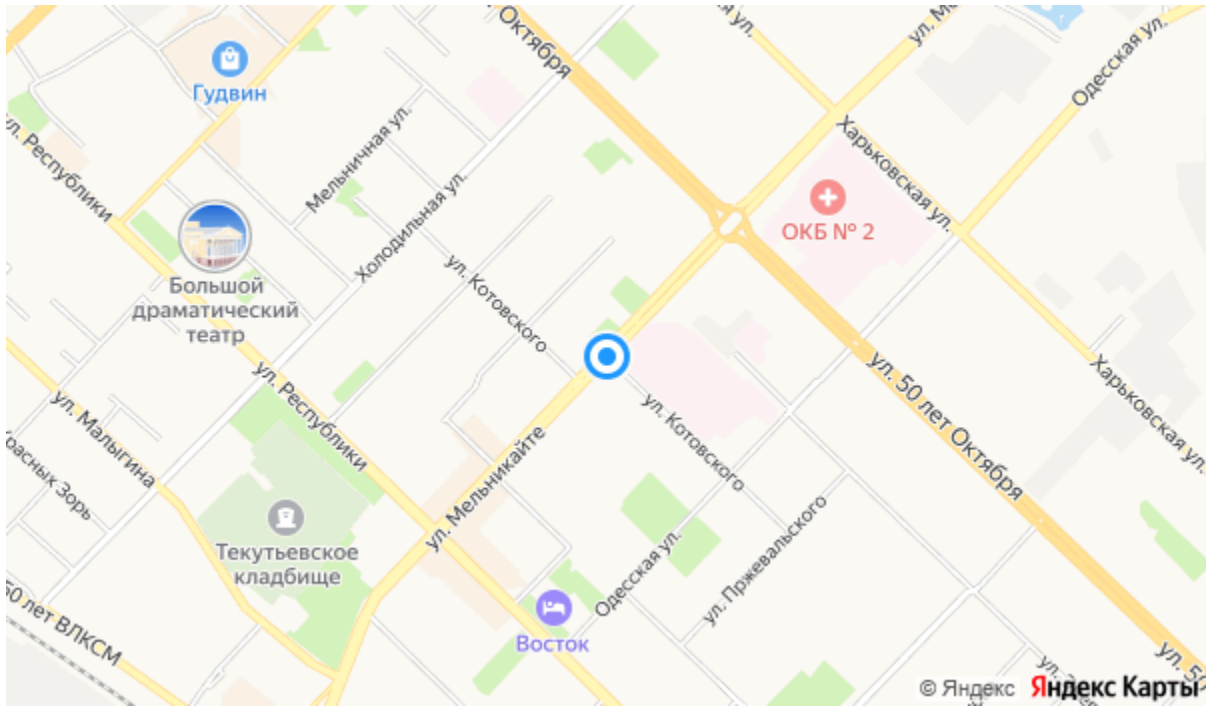 Октября
ул.
ул. М
Одесская ул.
Гудвин
Мельничная ул.
ул. Республики
Харьковская ул.
Холодильная ул.
ОКБ № 2
Большой
драматический
театр
ул. Котовского
ул. Республики
ул. 50 лет Октября
Харьковская ул.
ул. Малыгина
ул. Котовского
ул. Мельникайте
расных Зорь
Текутьевское
кладбище
ул. Пржевальского
Одесская ул.
50 лет ВЛКСМ
Восток
ул. 50
© Яндекс Яндекс Карты